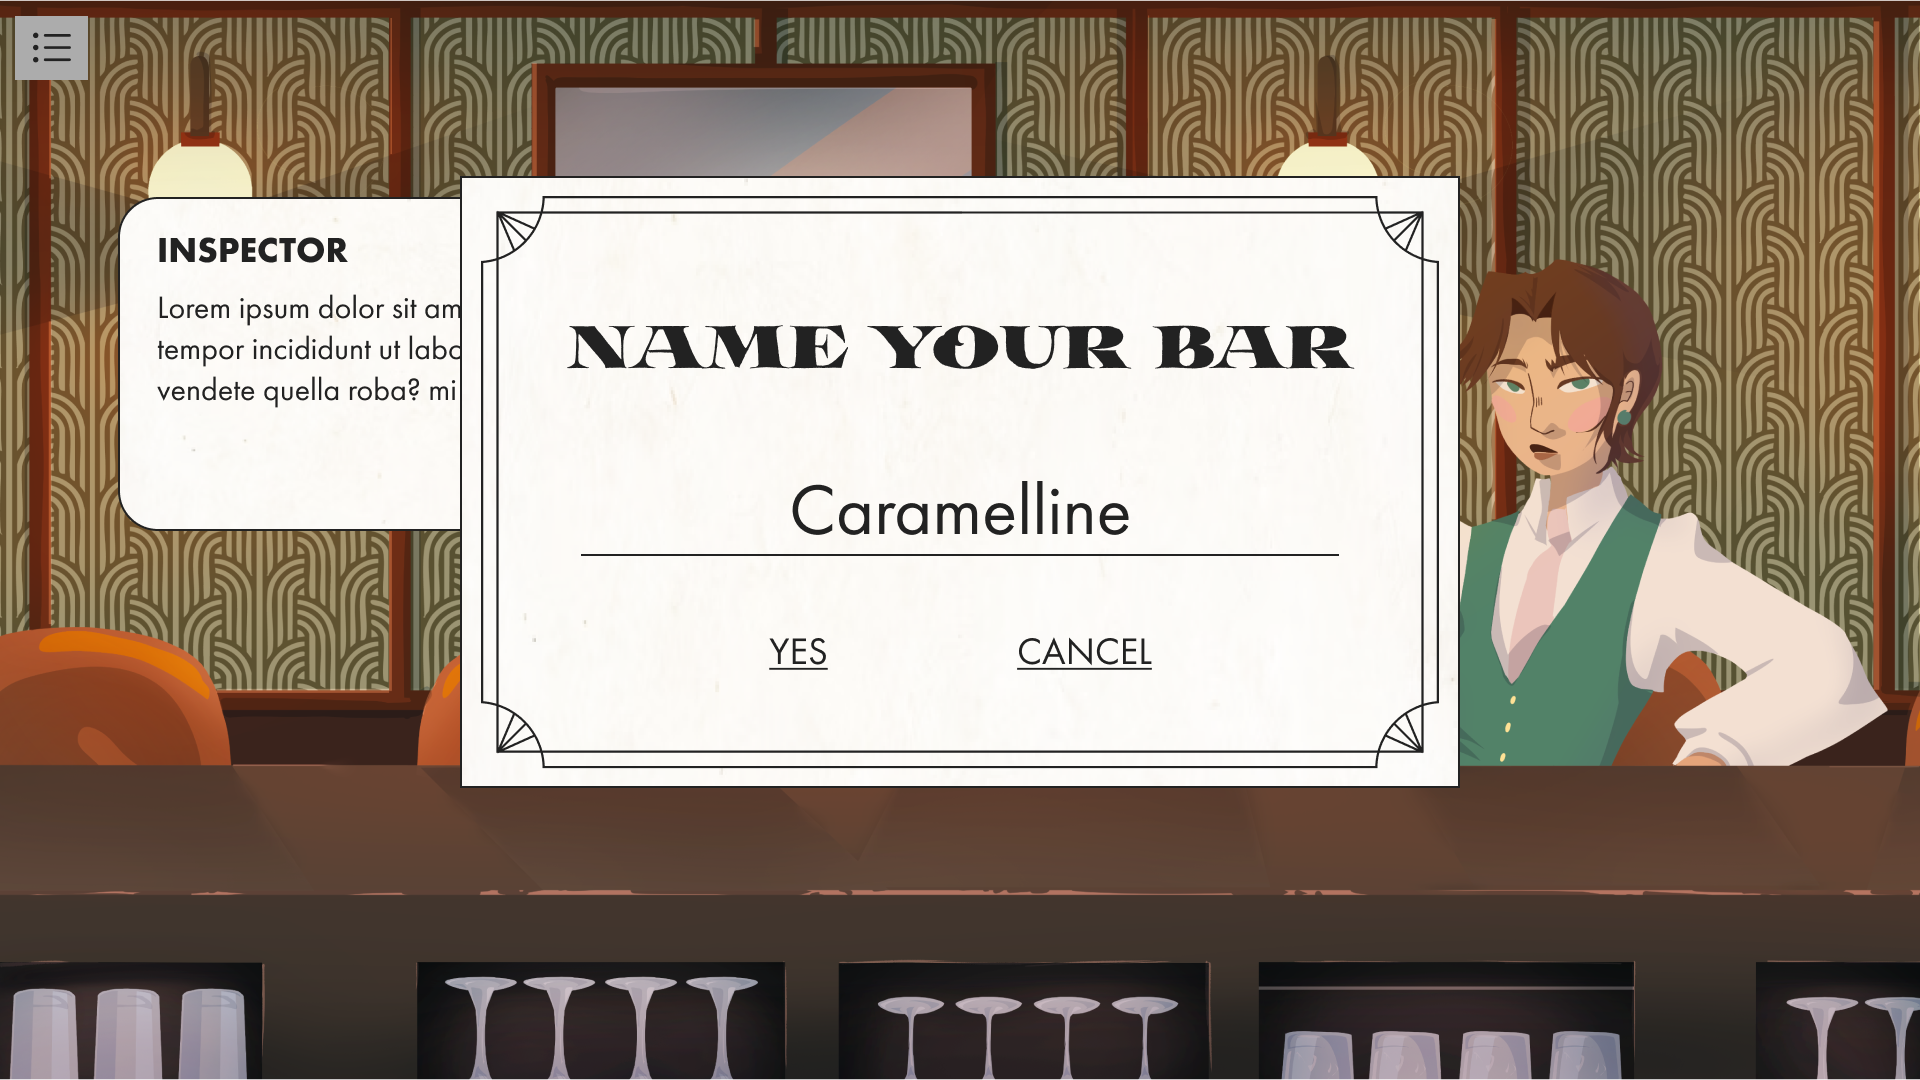 INSPECTOR
Lorem ipsum dolor sit am
tempor incididunt ut labo
vendete quella roba? mi
NAME YOUR BAR
Caramelline
YES
CANCEL